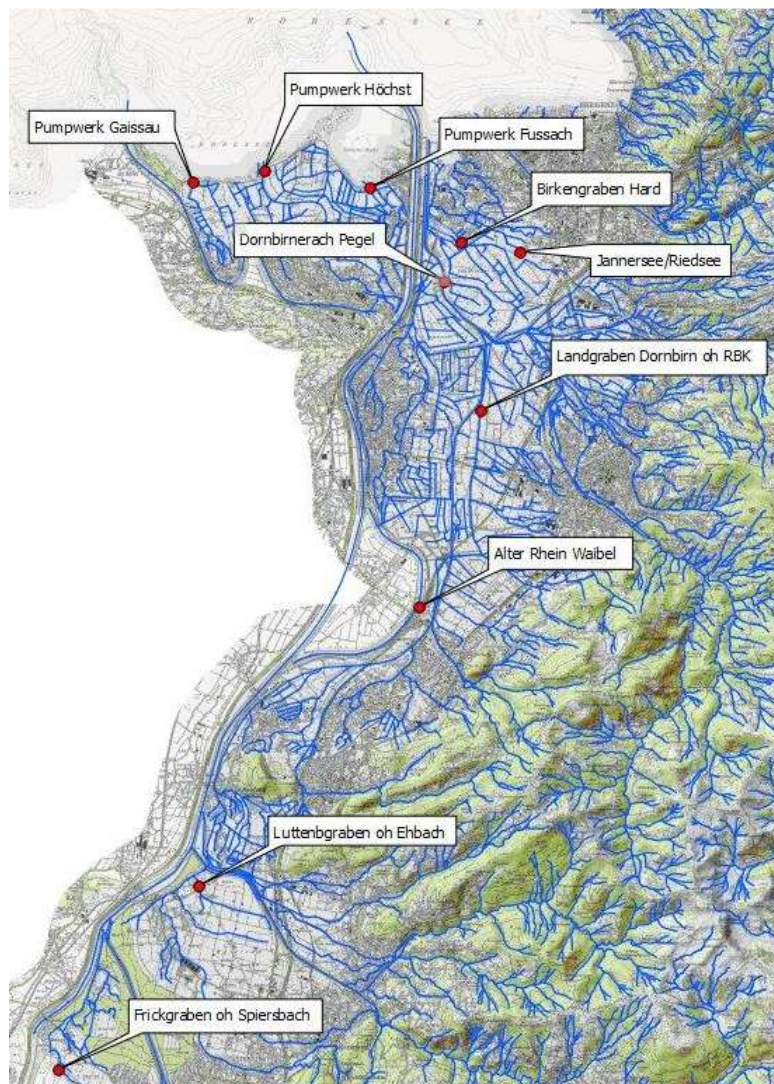 B O D E N S E E
Pumpwerk Höchst
Pumpwerk Gaissau
Pumpwerk Fussach
Birkengraben Hard
Dornbirnerach Pegel
Jannersee/Riedsee
Landgraben Dornbirn oh RBK
Alter Rhein Waibel
Luttenbgraben oh Ehbach
Frickgraben oh Spiersbach